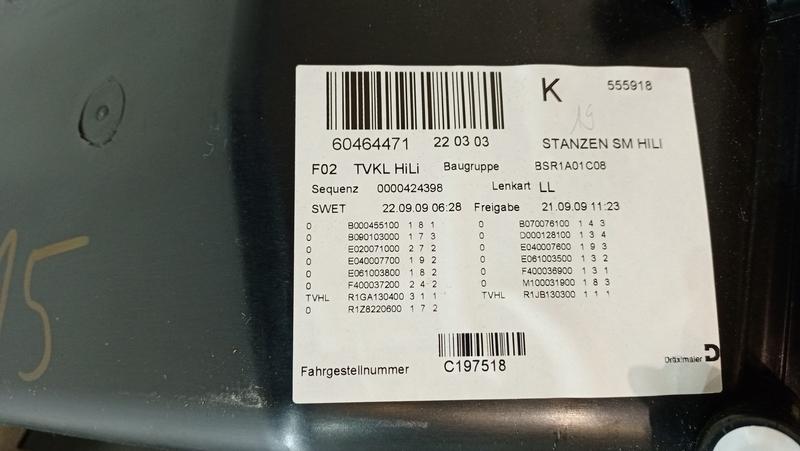 K 555918
19
60464471 22 03 03 STANZEN SM HILI
F02 TVKL HiLi Baugruppe BSR1A01C08
Sequenz 0000424398 Lenkart LL
SWET 22.09.09 06:28 Freigabe 21.09.09 11:23
0 B000455100 1 8 1 0 B070076100 1 4 3
0 B090103000 1 7 3 0 D000128100 1 3 4
0 E020071000 2 7 2 0 E040007600 1 9 3
0 E040007700 1 9 2 0 E061003500 1 3 2
0 E061003800 1 8 2 0 F400036900 1 3 1
0 F400037200 2 4 2 0 M100031900 1 8 3
TVHL R1GA130400 3 1 1 TVHL R1JB130300 1 1 1
0 R1Z8220600 1 7 2
Fahrgestellnummer C197518
Dräxlmaier D
15